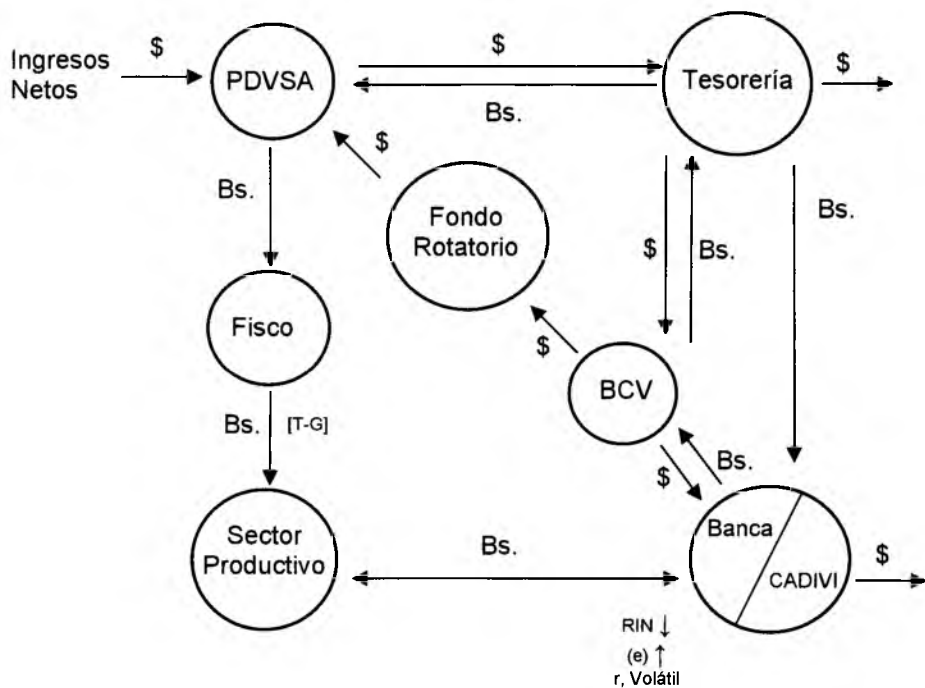 Ingresos
Netos
$
PDVSA
$
Bs.
Tesorería
$
$
Bs.
Fondo
Rotatorio
$
Bs.
Bs.
Fisco
$
BCV
Bs.
[T-G]
$
Bs.
Sector
Productivo
Bs.
Banca
CADIVI
$
RIN ↓
(e) ↑
r, Volátil